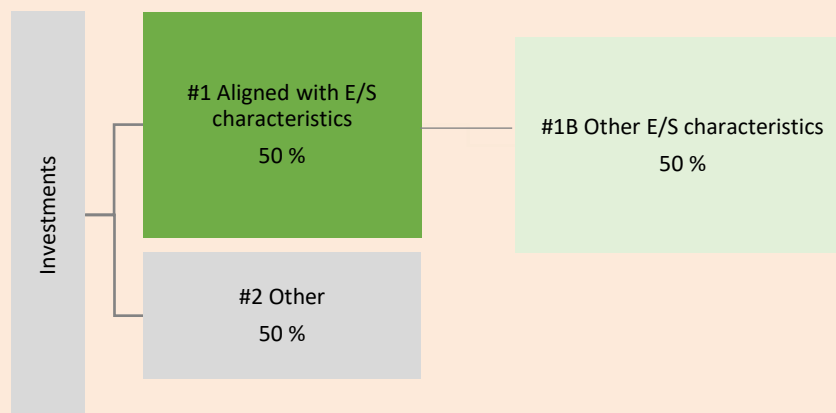 Investments
#1 Aligned with E/S
characteristics
50 %
#1B Other E/S characteristics
50 %
#2 Other
50 %